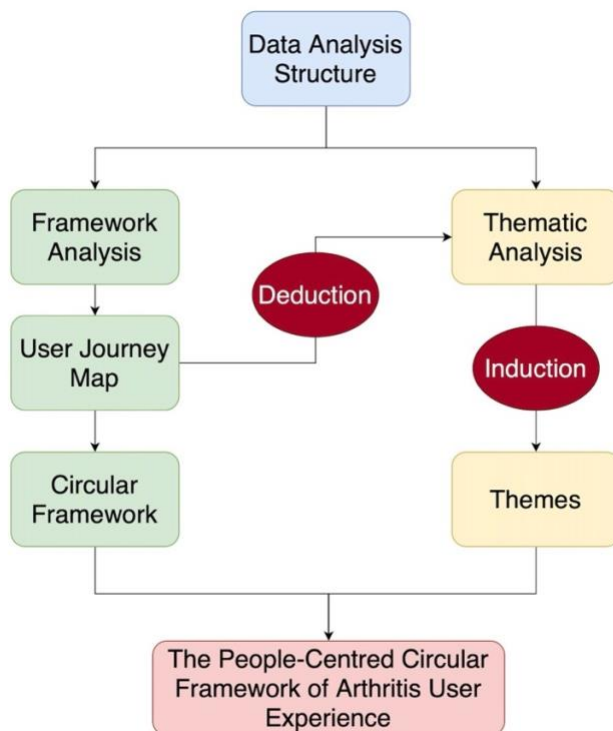 Data Analysis
Structure
Framework
Analysis
Thematic
Analysis
Deduction
User Journey
Map
Induction
Circular
Framework
Themes
The People-Centred Circular
Framework of Arthritis User
Experience